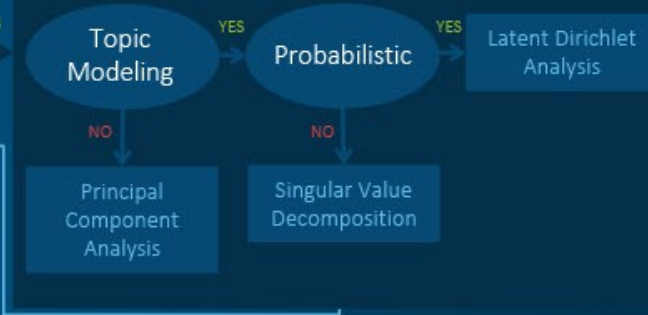 Topic
Modeling
YES
Probabilistic
YES
Latent Dirichlet
Analysis
NO
NO
Principal
Component
Analysis
Singular Value
Decomposition